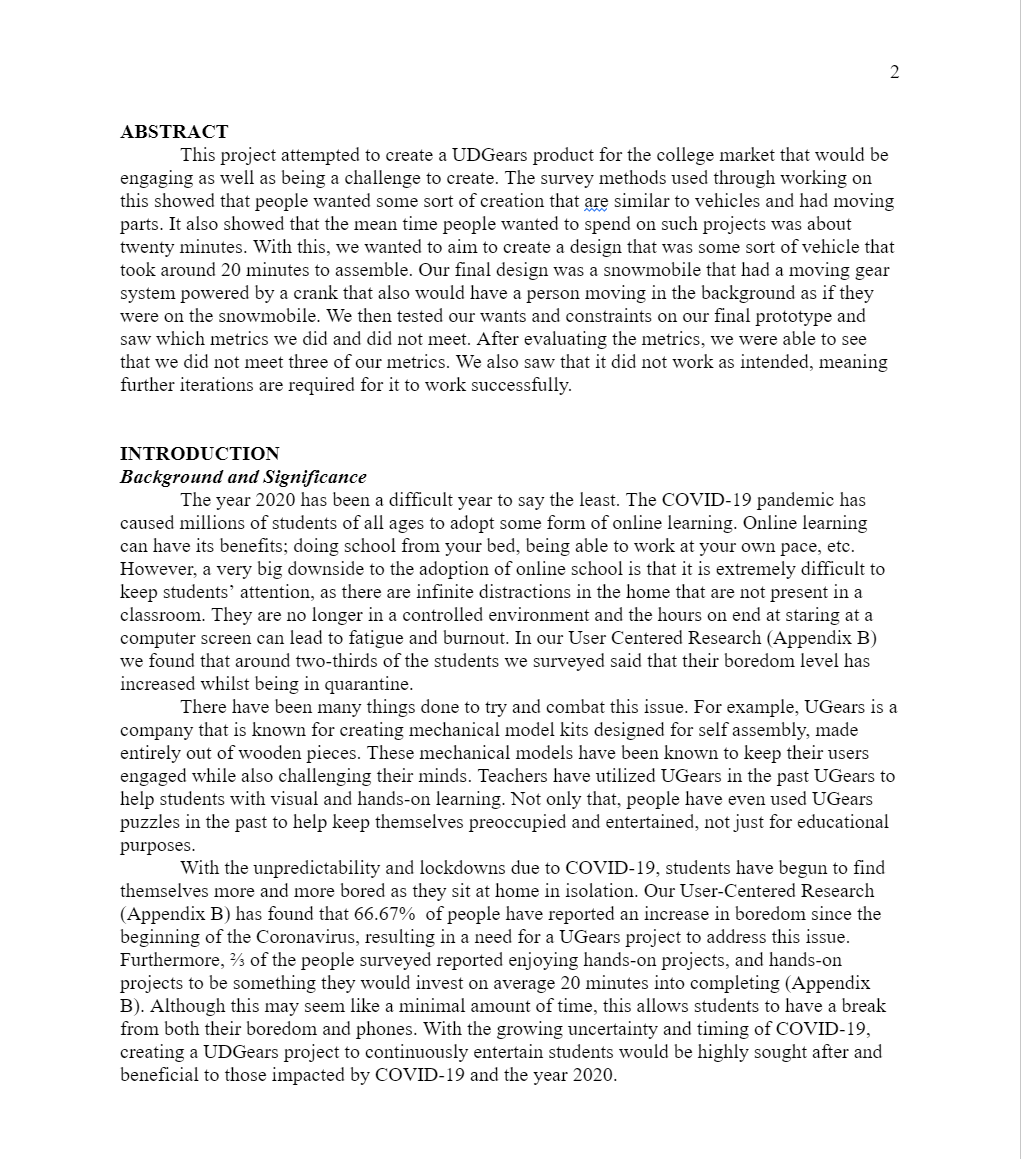 2
ABSTRACT
This project attempted to create a UDGears product for the college market that would be
engaging as well as being a challenge to create. The survey methods used through working on
this showed that people wanted some sort of creation that are similar to vehicles and had moving
parts. It also showed that the mean time people wanted to spend on such projects was about
twenty minutes. With this, we wanted to aim to create a design that was some sort of vehicle that
took around 20 minutes to assemble. Our final design was a snowmobile that had a moving gear
system powered by a crank that also would have a person moving in the background as if they
were on the snowmobile. We then tested our wants and constraints on our final prototype and
saw which metrics we did and did not meet. After evaluating the metrics, we were able to see
that we did not meet three of our metrics. We also saw that it did not work as intended, meaning
further iterations are required for it to work successfully.
INTRODUCTION
Background and Significance
The year 2020 has been a difficult year to say the least. The COVID-19 pandemic has
caused millions of students of all ages to adopt some form of online learning. Online learning
can have its benefits; doing school from your bed, being able to work at your own pace, etc.
However, a very big downside to the adoption of online school is that it is extremely difficult to
keep students’ attention, as there are infinite distractions in the home that are not present in a
classroom. They are no longer in a controlled environment and the hours on end at staring at a
computer screen can lead to fatigue and burnout. In our User Centered Research (Appendix B)
we found that around two-thirds of the students we surveyed said that their boredom level has
increased whilst being in quarantine.
There have been many things done to try and combat this issue. For example, UGears is a
company that is known for creating mechanical model kits designed for self assembly, made
entirely out of wooden pieces. These mechanical models have been known to keep their users
engaged while also challenging their minds. Teachers have utilized UGears in the past UGears to
help students with visual and hands-on learning. Not only that, people have even used UGears
puzzles in the past to help keep themselves preoccupied and entertained, not just for educational
purposes.
With the unpredictability and lockdowns due to COVID-19, students have begun to find
themselves more and more bored as they sit at home in isolation. Our User-Centered Research
(Appendix B) has found that 66.67%  of people have reported an increase in boredom since the
beginning of the Coronavirus, resulting in a need for a UGears project to address this issue.
Furthermore, ⅔ of the people surveyed reported enjoying hands-on projects, and hands-on
projects to be something they would invest on average 20 minutes into completing (Appendix
B). Although this may seem like a minimal amount of time, this allows students to have a break
from both their boredom and phones. With the growing uncertainty and timing of COVID-19,
creating a UDGears project to continuously entertain students would be highly sought after and
beneficial to those impacted by COVID-19 and the year 2020.